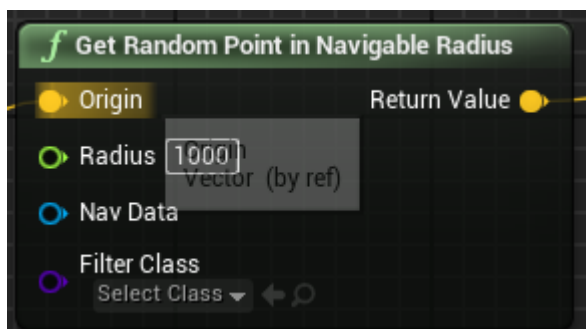 f Get Random Point in Navigable Radius
Origin Return Value
Radius 1000
Origin
Vector (by ref)
Nav Data
Filter Class
Select Class